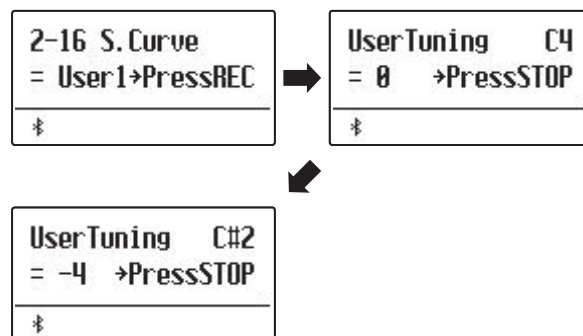 2-16 S.Curve
= User1→PressREC
UserTuning C4
= 0 →PressSTOP
UserTuning C#2
= -4 →PressSTOP